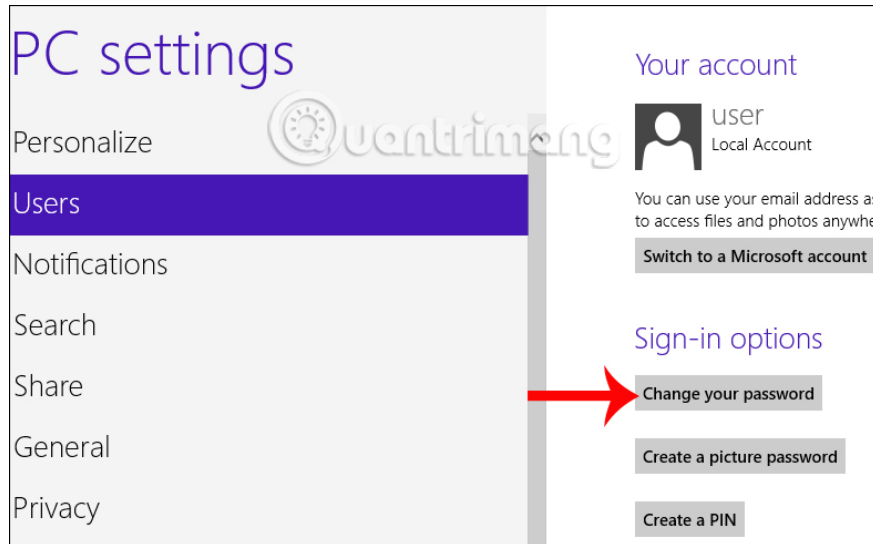 PC settings
Personalize
Users
Notifications
Search
Share
General
Privacy
Quantrimang
Your account
user
Local Account
You can use your email address as
to access files and photos anywhe
Switch to a Microsoft account
Sign-in options
Change your password
Create a picture password
Create a PIN